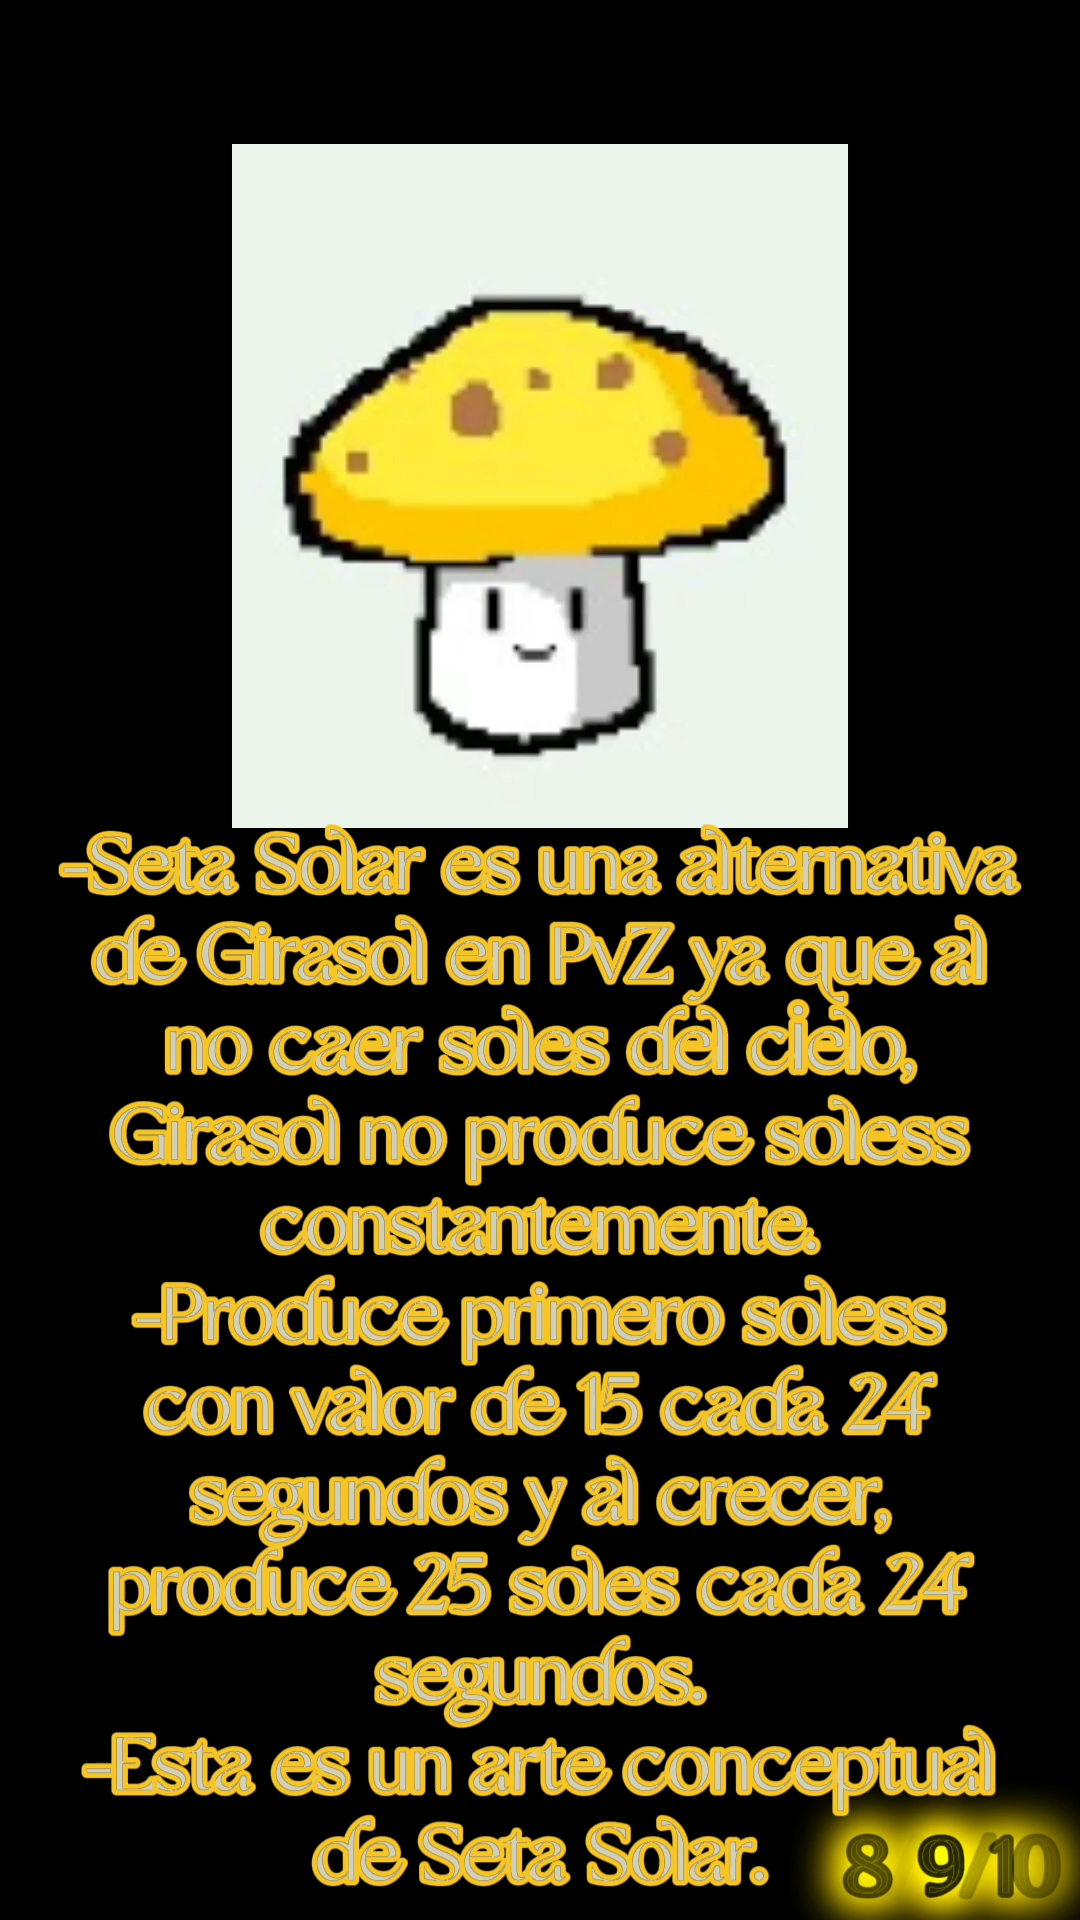 -Seta Solar es una alternativa
de Girasol en PvZ ya que al
no caer soles del cielo,
Girasol no produce soless
constantemente.
-Produce primero soless
con valor de 15 cada 24
segundos y al crecer,
produce 25 soles cada 24
segundos.
-Esta es un arte conceptual
de Seta Solar.
8 9/10